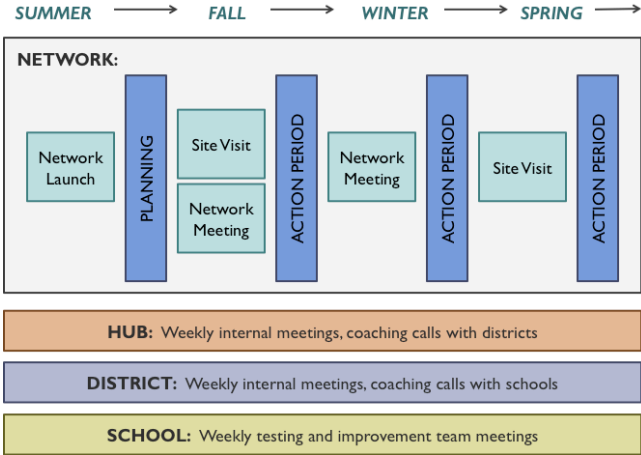 SUMMER FALL WINTER SPRING
NETWORK:
Network
Launch
PLANNING
Site Visit
Network
Meeting
ACTION PERIOD
Network
Meeting
ACTION PERIOD
Site Visit
ACTION PERIOD
HUB: Weekly internal meetings, coaching calls with districts
DISTRICT: Weekly internal meetings, coaching calls with schools
SCHOOL: Weekly testing and improvement team meetings